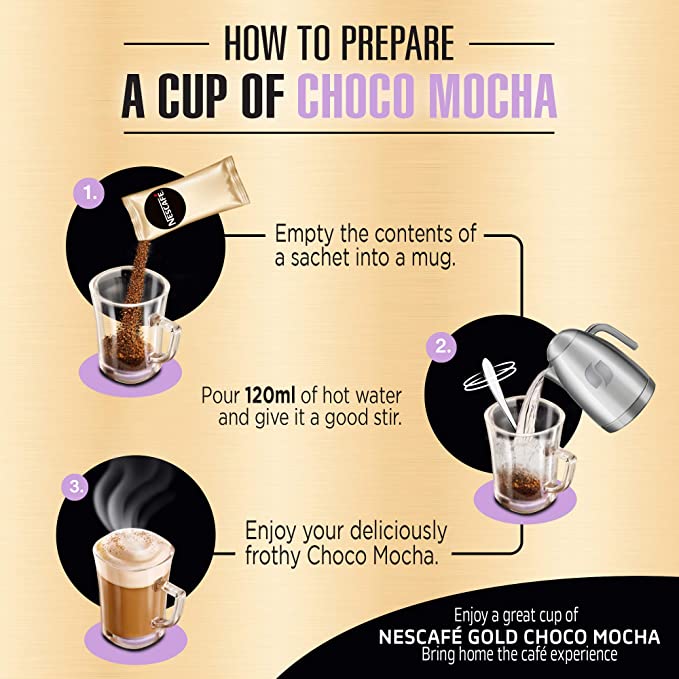 HOW TO PREPARE
A CUP OF CHOCO MOCHA
1.
NESCAFÉ
Empty the contents of
a sachet into a mug.
2.
Pour 120ml of hot water
and give it a good stir.
3.
Enjoy your deliciously
frothy Choco Mocha.
Enjoy a great cup of
NESCAFÉ GOLD CHOCO MOCHA
Bring home the café experience